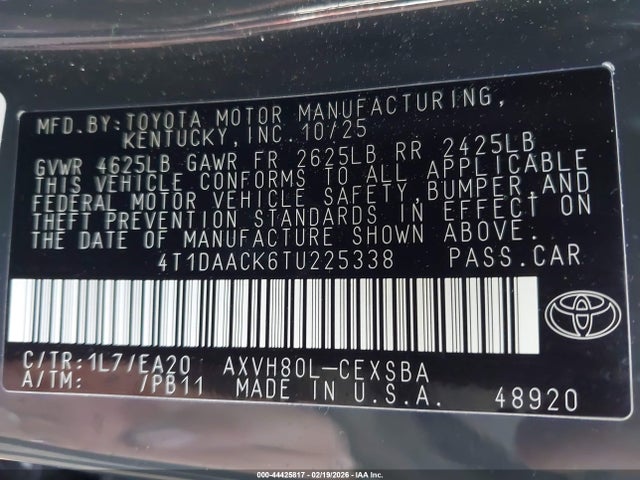 MFD.BY: TOYOTA MOTOR MANUFACTURING,
KENTUCKY, INC. 10/25
GVWR 4625LB GAWR FR 2625LB RR 2425LB
THIS VEHICLE CONFORMS TO ALL APPLICABLE
FEDERAL MOTOR VEHICLE SAFETY, BUMPER, AND
THEFT PREVENTION STANDARDS IN EFFECT ON
THE DATE OF MANUFACTURE SHOWN ABOVE.
4T1DAACK6TU225338 PASS.CAR
C/TR: 1L7/EA20 AXVH80L-CEXSBA
A/TM: /PB11 MADE IN U.S.A. 48920
000-44425817 - 02/19/2026 - IAA Inc.